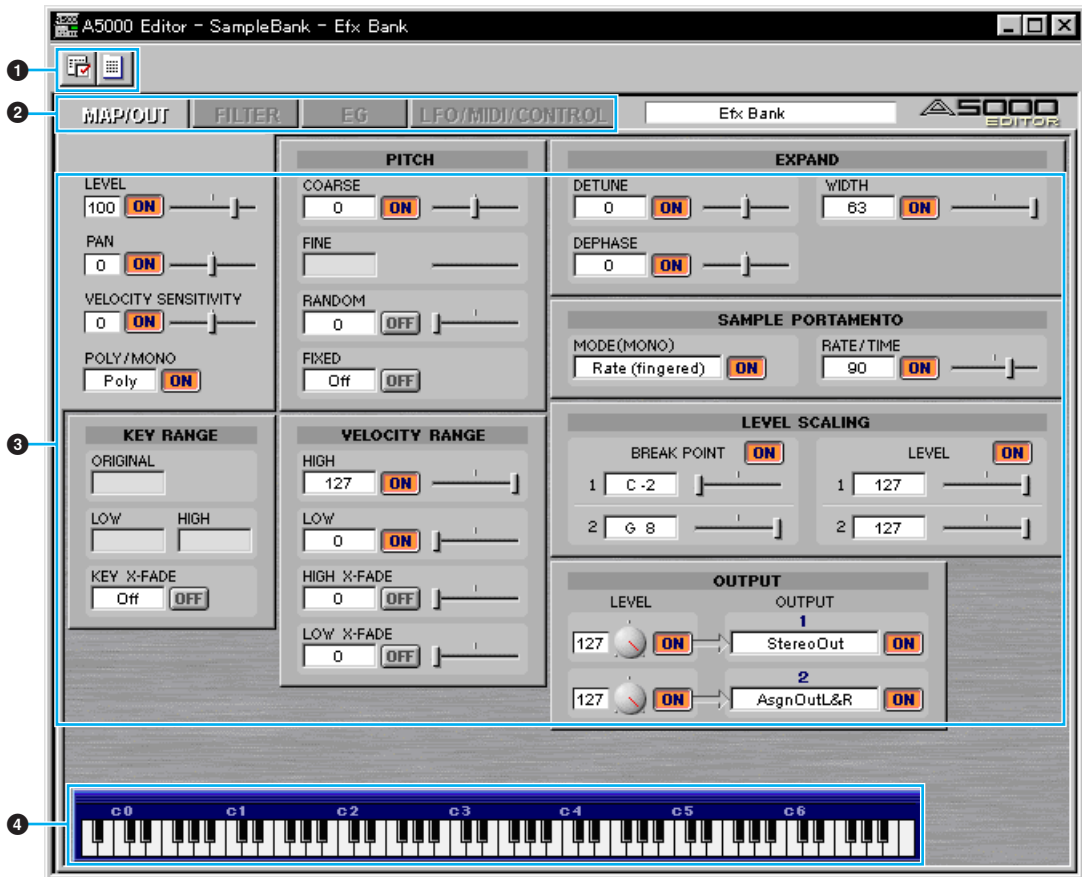 A5000 Editor - SampleBank - Efx Bank
1
2
MAP/OUT FILTER EG LFO/MIDI/CONTROL
Efx Bank
A5000
EDITOR
3
LEVEL
100 ON
PAN
0 ON
VELOCITY SENSITIVITY
0 ON
POLY/MONO
Poly ON
PITCH
COARSE
0 ON
FINE
RANDOM
0 OFF
FIXED
Off OFF
EXPAND
DETUNE WIDTH
0 ON 63 ON
DEPHASE
0 ON
SAMPLE PORTAMENTO
MODE(MONO) RATE/TIME
Rate (fingered) ON 90 ON
KEY RANGE
ORIGINAL
LOW HIGH
KEY X-FADE
Off OFF
VELOCITY RANGE
HIGH
127 ON
LOW
0 ON
HIGH X-FADE
0 OFF
LOW X-FADE
0 OFF
LEVEL SCALING
BREAK POINT ON LEVEL ON
1 C -2 1 127
2 G 8 2 127
OUTPUT
LEVEL OUTPUT
1
127 ON StereoOut ON
2
127 ON AsgnOutL&R ON
4
c0 c1 c2 c3 c4 c5 c6